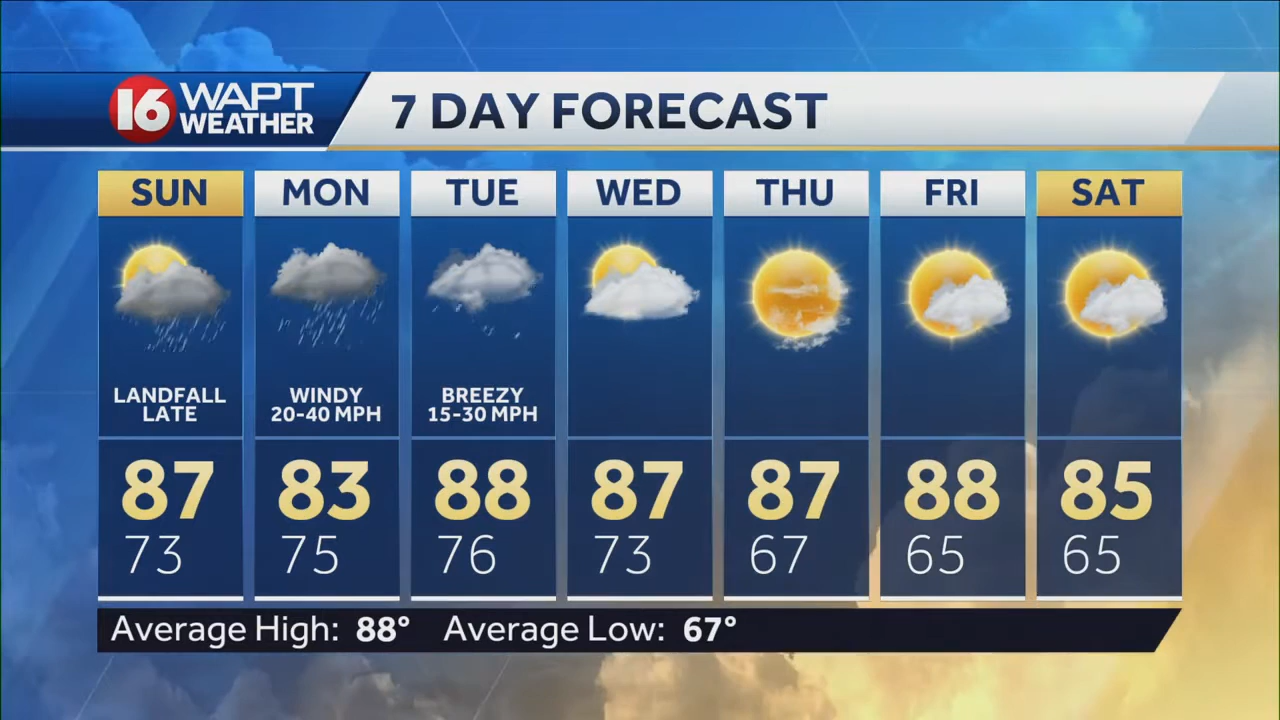 16 WAPT
WEATHER
7 DAY FORECAST
SUN MON TUE WED THU FRI SAT
LANDFALL WINDY BREEZY
LATE 20-40 MPH 15-30 MPH
87 83 88 87 87 88 85
73 75 76 73 67 65 65
Average High: 88° Average Low: 67°